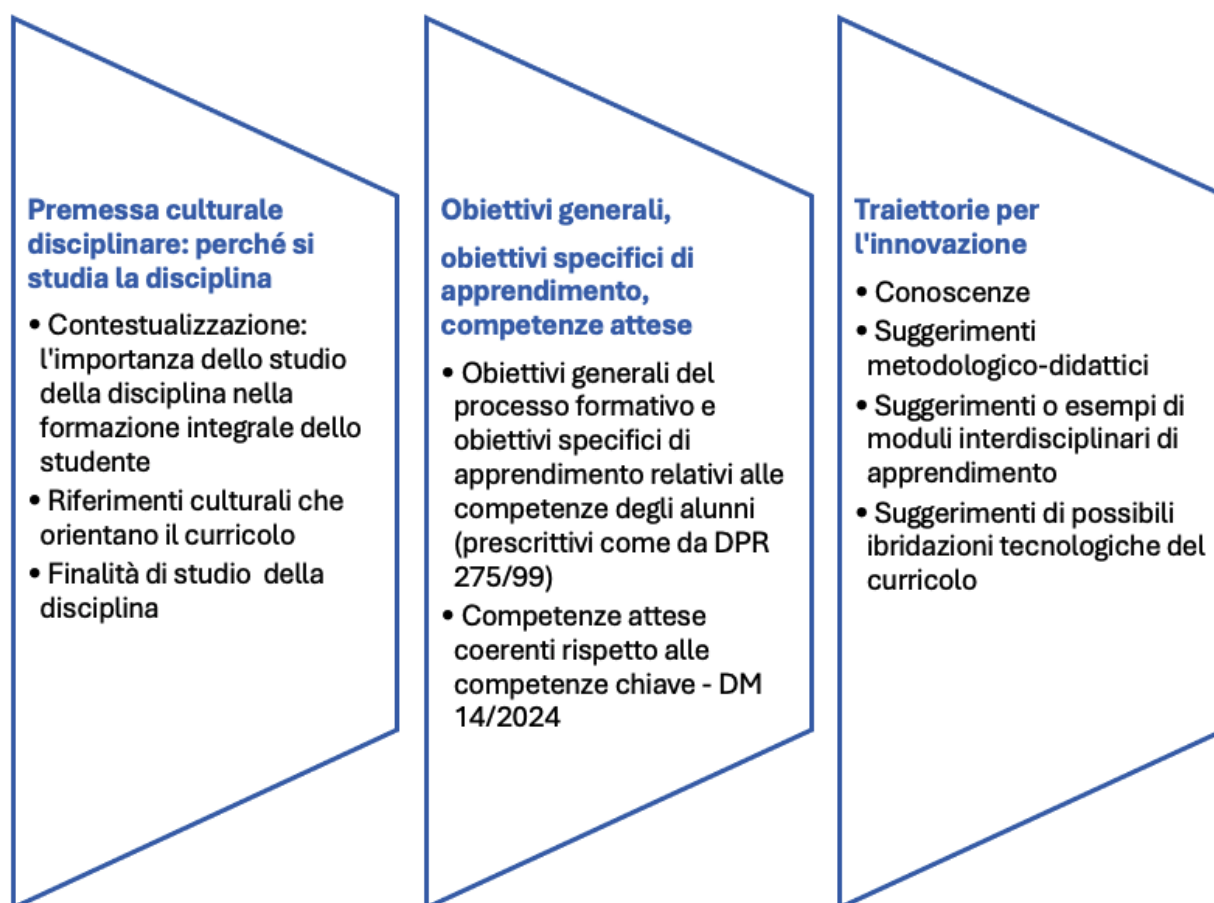 Premessa culturale
disciplinare: perché si
studia la disciplina
• Contestualizzazione:
l'importanza dello studio
della disciplina nella
formazione integrale dello
studente
• Riferimenti culturali che
orientano il curricolo
• Finalità di studio della
disciplina
Obiettivi generali,
obiettivi specifici di
apprendimento,
competenze attese
• Obiettivi generali del
processo formativo e
obiettivi specifici di
apprendimento relativi alle
competenze degli alunni
(prescrittivi come da DPR
275/99)
• Competenze attese
coerenti rispetto alle
competenze chiave - DM
14/2024
Traiettorie per
l'innovazione
• Conoscenze
• Suggerimenti
metodologico-didattici
• Suggerimenti o esempi di
moduli interdisciplinari di
apprendimento
• Suggerimenti di possibili
ibridazioni tecnologiche del
curricolo